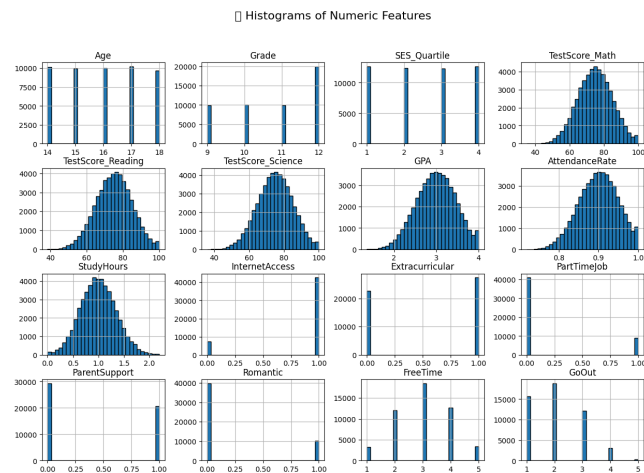 ▯ Histograms of Numeric Features
Age Grade SES_Quartile TestScore_Math
10000 7500 5000 2500 0
14 15 16 17 18
20000 15000 10000 5000 0
9 10 11 12
10000 5000 0
1 2 3 4
4000 3000 2000 1000 0
40 60 80 100
TestScore_Reading TestScore_Science GPA AttendanceRate
4000 3000 2000 1000 0
40 60 80 100
4000 3000 2000 1000 0
40 60 80 100
3000 2000 1000 0
2 3 4
3000 2000 1000 0
0.8 0.9 1.0
StudyHours InternetAccess Extracurricular PartTimeJob
4000 3000 2000 1000 0
0.0 0.5 1.0 1.5 2.0
40000 30000 20000 10000 0
0.00 0.25 0.50 0.75 1.00
20000 10000 0
0.00 0.25 0.50 0.75 1.00
40000 30000 20000 10000 0
0.00 0.25 0.50 0.75 1.00
ParentSupport Romantic FreeTime GoOut
30000 20000 10000 0
0.00 0.25 0.50 0.75 1.00
40000 30000 20000 10000 0
0.00 0.25 0.50 0.75 1.00
15000 10000 5000 0
1 2 3 4 5
15000 10000 5000 0
1 2 3 4 5